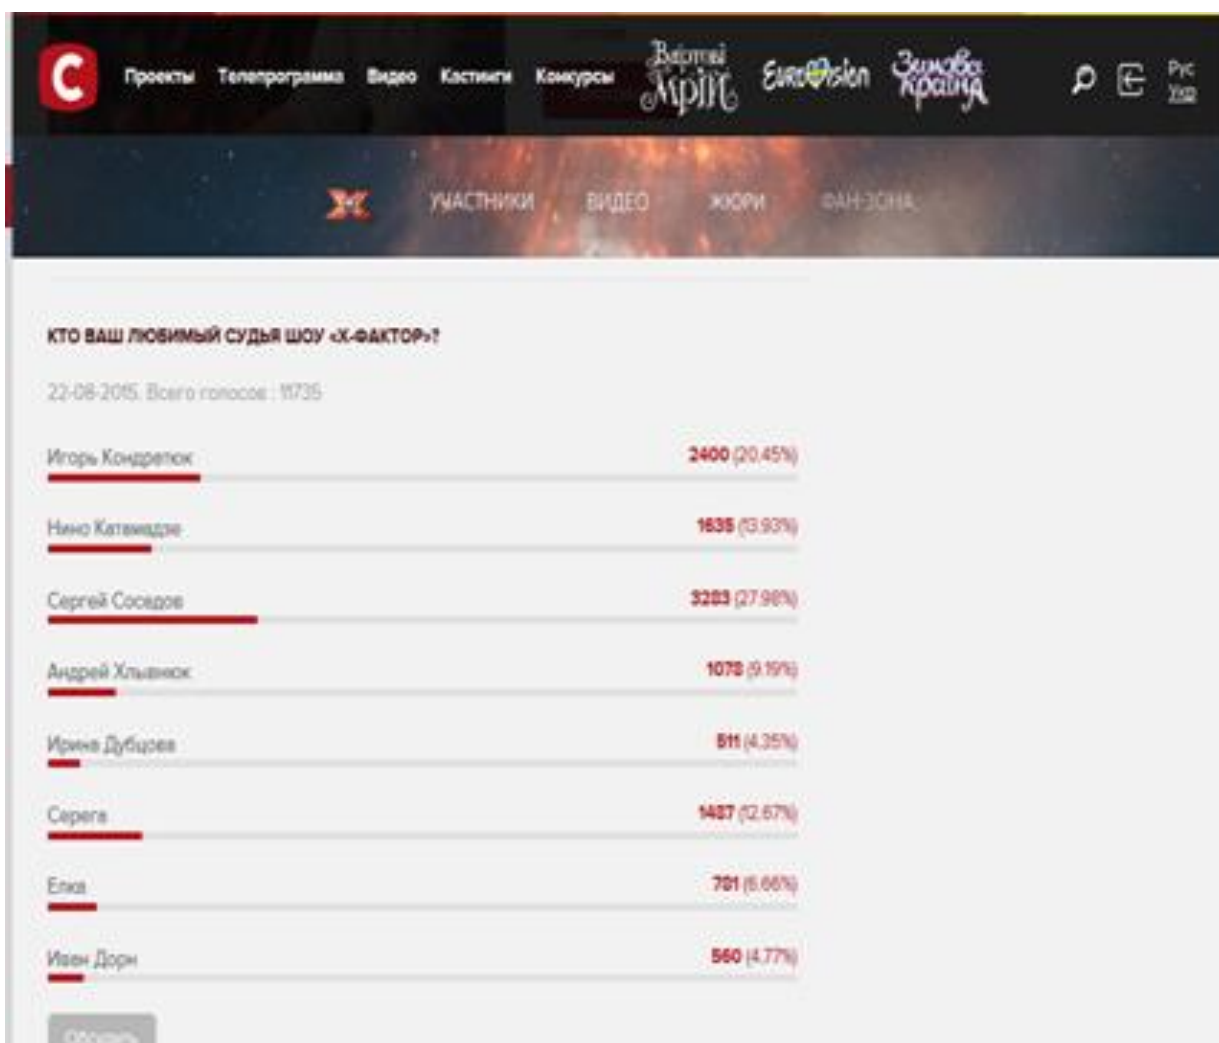 С Проекты Телепрограмма Видео Кастинги Конкурсы Вартові Мрій Eurovision Зимова Країна Рус
Укр
X УЧАСТНИКИ ВИДЕО ЖЮРИ ФАН-ЗОНА
КТО ВАШ ЛЮБИМЫЙ СУДЬЯ ШОУ «Х-ФАКТОР»?
22-08-2015. Всего голосов : 11735
Игорь Кондратюк 2400 (20.45%)
Нино Катамадзе 1635 (13.93%)
Сергей Соседов 3283 (27.98%)
Андрей Хлывнюк 1078 (9.19%)
Ирина Дубцова 511 (4.35%)
Серега 1487 (12.67%)
Елка 781 (6.66%)
Иван Дорн 560 (4.77%)